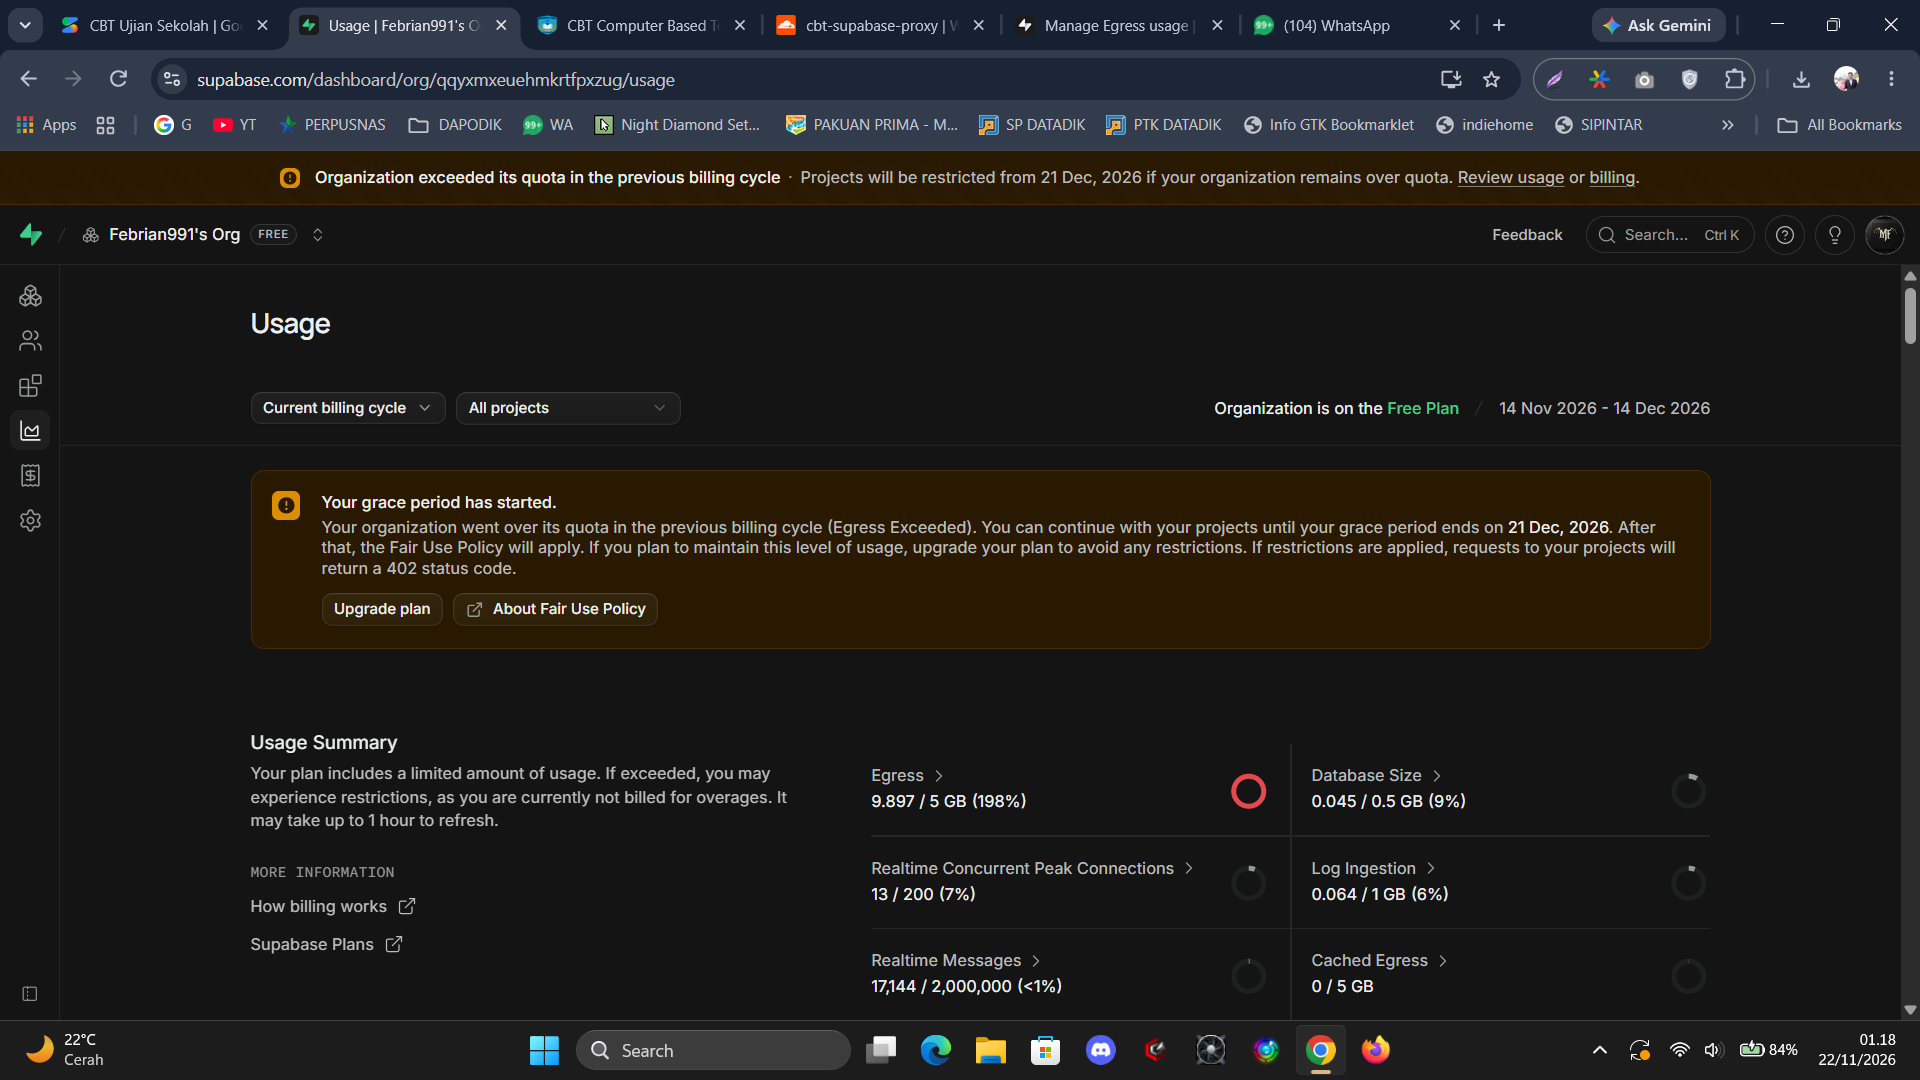 CBT Ujian Sekolah | Go
Usage | Febrian991's O
CBT Computer Based T
cbt-supabase-proxy | W
Manage Egress usage |
(104) WhatsApp
Ask Gemini
supabase.com/dashboard/org/qqyxmxeuehmkrtfpxzug/usage
Apps
G
YT
PERPUSNAS
DAPODIK
99+ WA
Night Diamond Set...
PAKUAN PRIMA - M...
SP DATADIK
PTK DATADIK
Info GTK Bookmarklet
indiehome
SIPINTAR
All Bookmarks
Organization exceeded its quota in the previous billing cycle · Projects will be restricted from 21 Dec, 2026 if your organization remains over quota. Review usage or billing.
Febrian991's Org FREE
Feedback
Search... Ctrl K
Usage
Current billing cycle
All projects
Organization is on the Free Plan / 14 Nov 2026 - 14 Dec 2026
Your grace period has started.
Your organization went over its quota in the previous billing cycle (Egress Exceeded). You can continue with your projects until your grace period ends on 21 Dec, 2026. After
that, the Fair Use Policy will apply. If you plan to maintain this level of usage, upgrade your plan to avoid any restrictions. If restrictions are applied, requests to your projects will
return a 402 status code.
Upgrade plan
About Fair Use Policy
Usage Summary
Your plan includes a limited amount of usage. If exceeded, you may
experience restrictions, as you are currently not billed for overages. It
may take up to 1 hour to refresh.
MORE INFORMATION
How billing works
Supabase Plans
Egress
9.897 / 5 GB (198%)
Database Size
0.045 / 0.5 GB (9%)
Realtime Concurrent Peak Connections
13 / 200 (7%)
Log Ingestion
0.064 / 1 GB (6%)
Realtime Messages
17,144 / 2,000,000 (<1%)
Cached Egress
0 / 5 GB
22°C
Cerah
Search
84%
01.18
22/11/2026